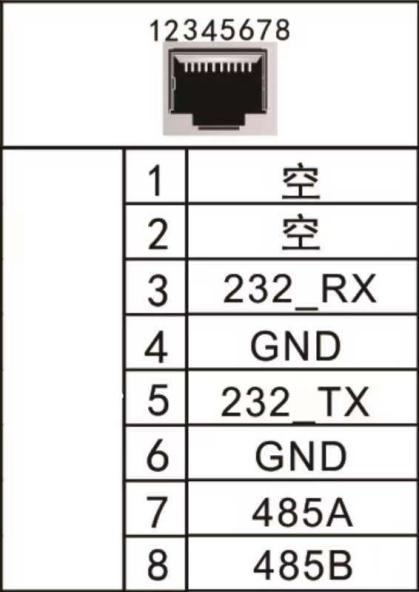 12345678
1 空
2 空
3 232_RX
4 GND
5 232_TX
6 GND
7 485A
8 485B